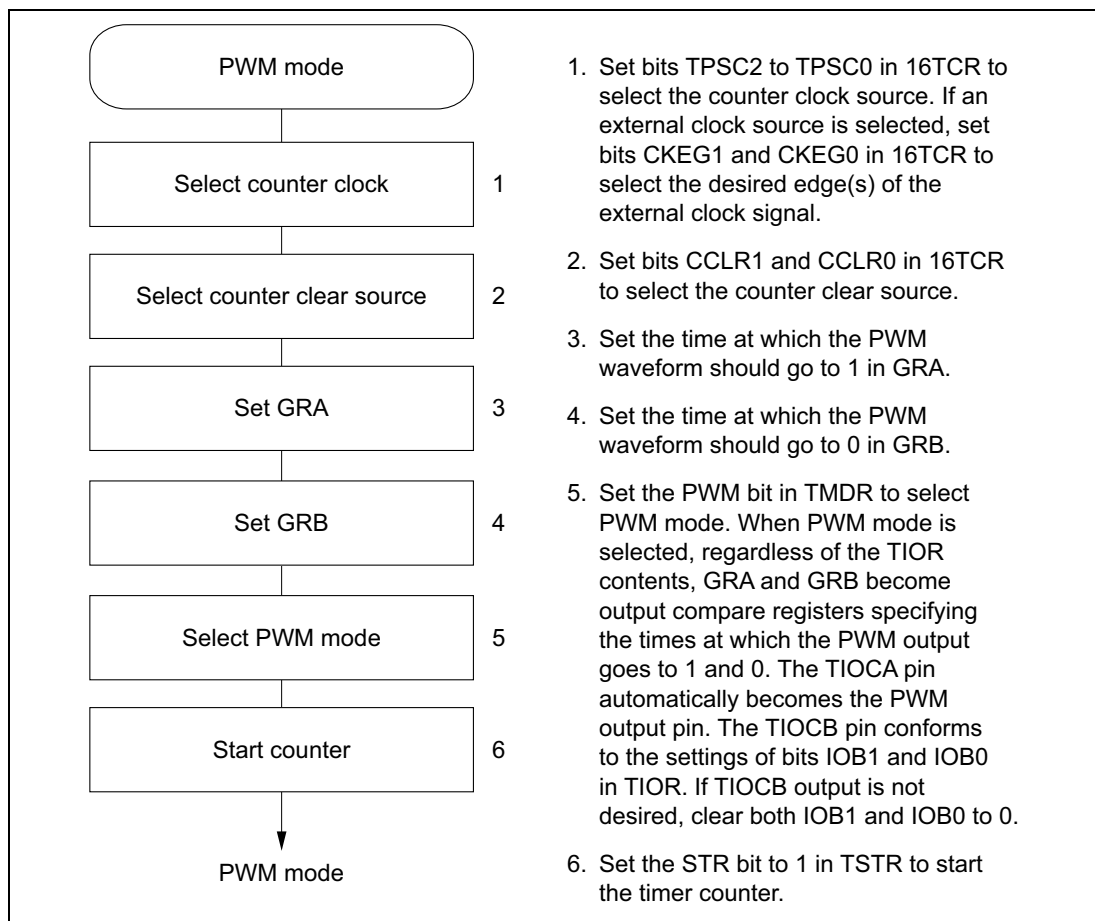 PWM mode
Select counter clock 1
Select counter clear source 2
Set GRA 3
Set GRB 4
Select PWM mode 5
Start counter 6
PWM mode
1. Set bits TPSC2 to TPSC0 in 16TCR to
select the counter clock source. If an
external clock source is selected, set
bits CKEG1 and CKEG0 in 16TCR to
select the desired edge(s) of the
external clock signal.
2. Set bits CCLR1 and CCLR0 in 16TCR
to select the counter clear source.
3. Set the time at which the PWM
waveform should go to 1 in GRA.
4. Set the time at which the PWM
waveform should go to 0 in GRB.
5. Set the PWM bit in TMDR to select
PWM mode. When PWM mode is
selected, regardless of the TIOR
contents, GRA and GRB become
output compare registers specifying
the times at which the PWM output
goes to 1 and 0. The TIOCA pin
automatically becomes the PWM
output pin. The TIOCB pin conforms
to the settings of bits IOB1 and IOB0
in TIOR. If TIOCB output is not
desired, clear both IOB1 and IOB0 to 0.
6. Set the STR bit to 1 in TSTR to start
the timer counter.